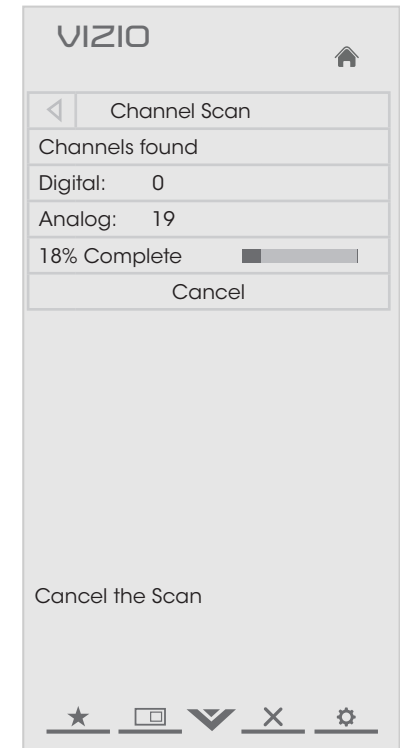 VIZIO
Channel Scan
Channels found
Digital: 0
Analog: 19
18% Complete
Cancel
Cancel the Scan